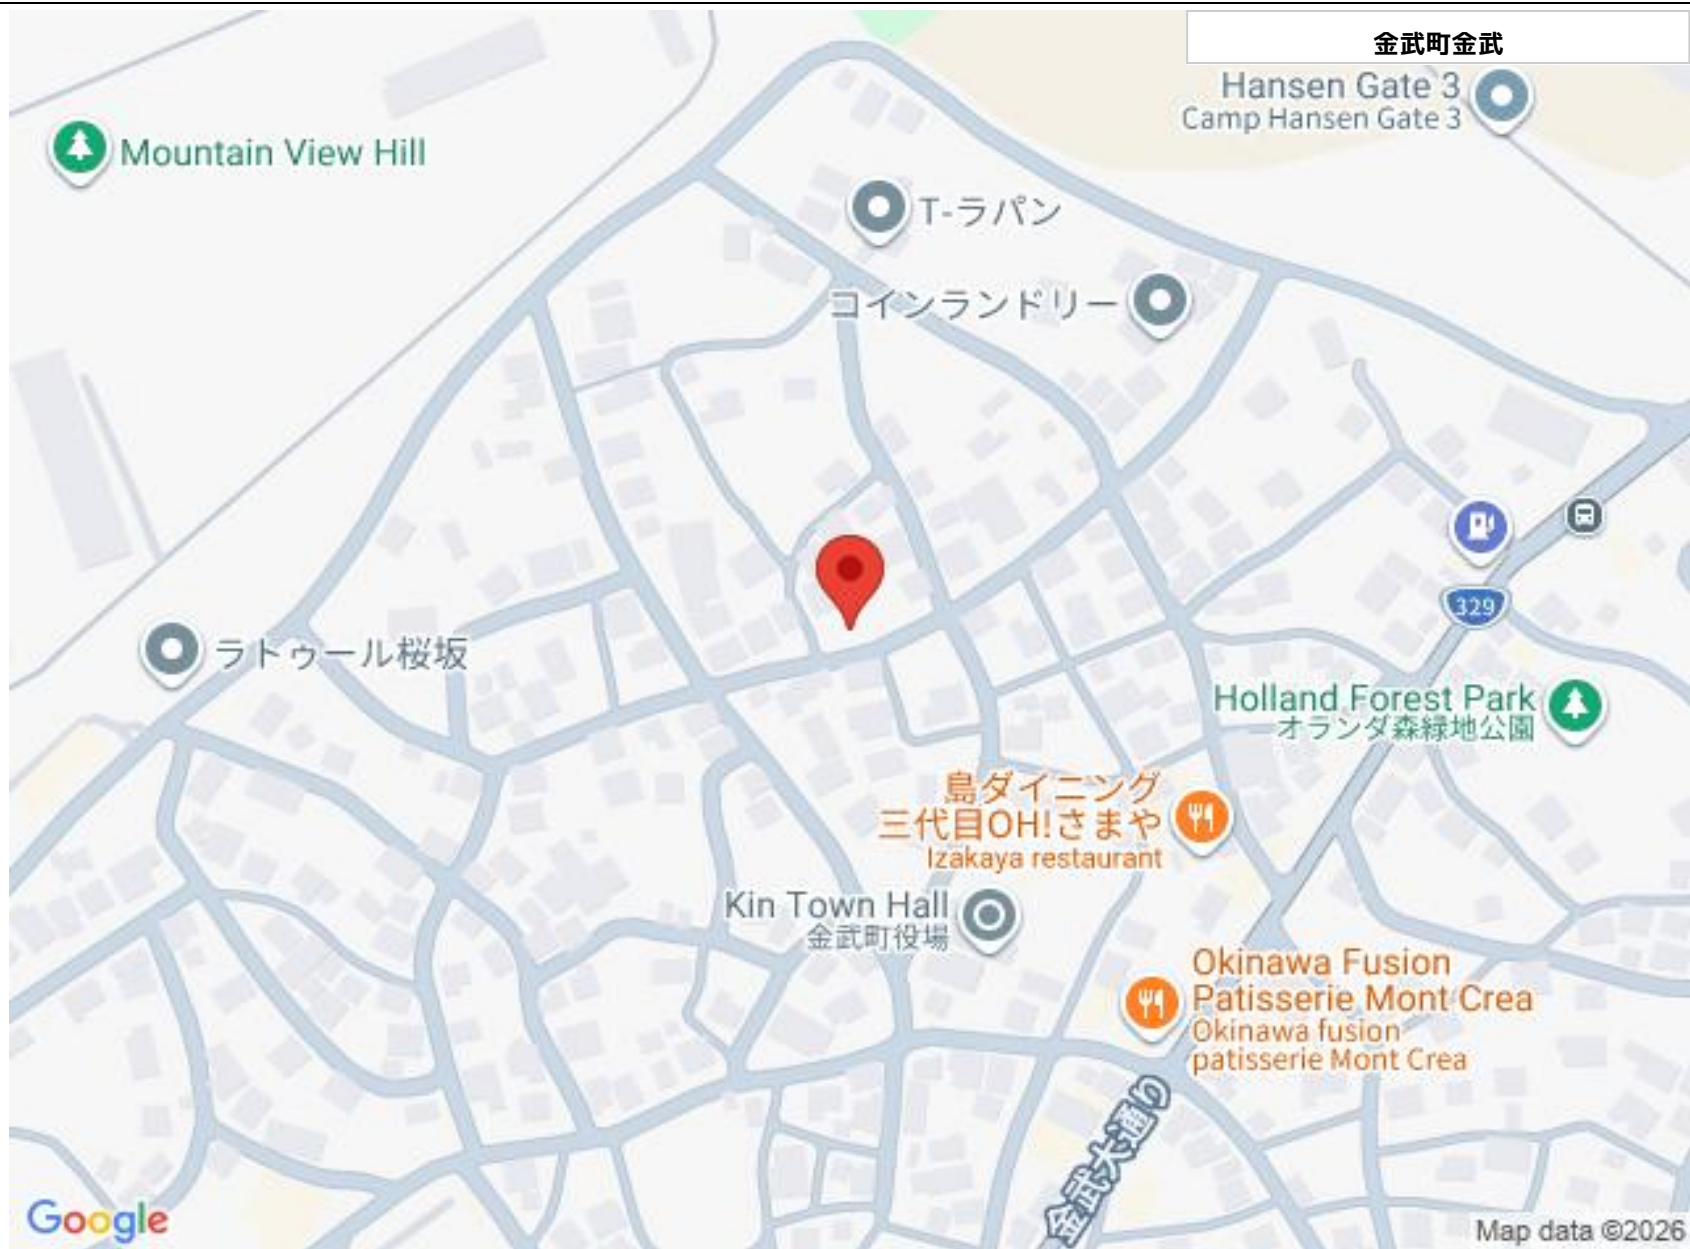 金武町金武
Hansen Gate 3
Camp Hansen Gate 3
Mountain View Hill
T-ラパン
コインランドリー
329
ラトゥール桜坂
Holland Forest Park
オランダ森緑地公園
島ダイニング
三代目OH!さまや
Izakaya restaurant
Kin Town Hall
金武町役場
Okinawa Fusion
Patisserie Mont Crea
Okinawa fusion
patisserie Mont Crea
金武大通り
Google
Map data ©2026